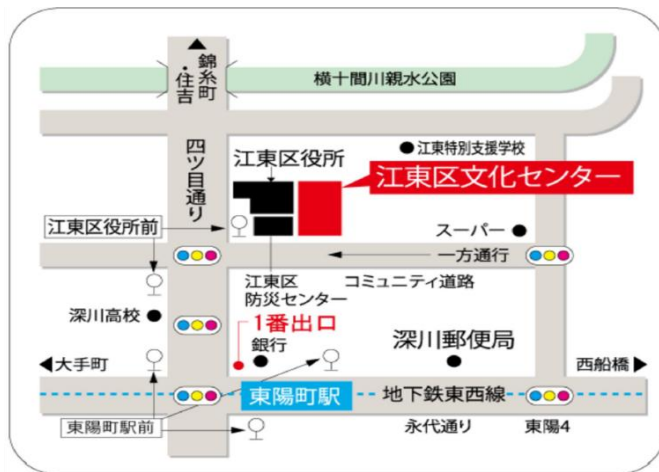 錦糸町
・住吉
横十間川親水公園
四ツ目通り
江東区役所
江東特別支援学校
江東区文化センター
江東区役所前
スーパー
一方通行
江東区
防災センター
コミュニティ道路
深川高校
1番出口
銀行
深川郵便局
大手町
西船橋
東陽町駅
地下鉄東西線
東陽町駅前
永代通り
東陽4